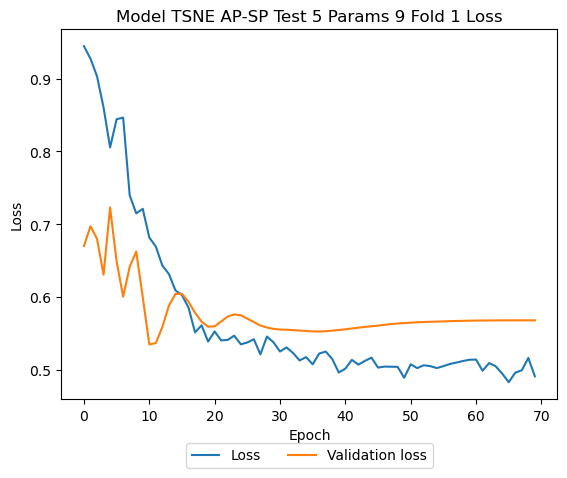 Model TSNE AP-SP Test 5 Params 9 Fold 1 Loss
0.9
0.8
0.7
0.6
0.5
Loss
0 10 20 30 40 50 60 70
Epoch
Loss Validation loss